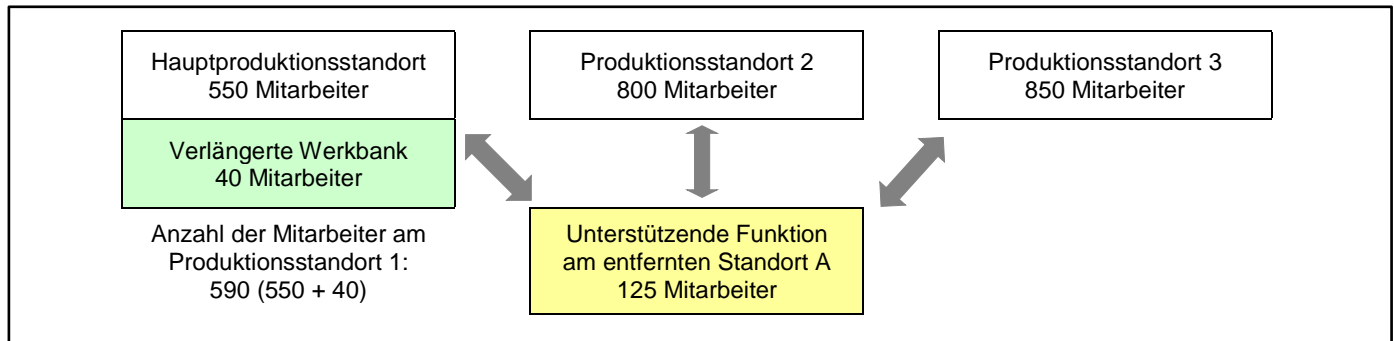 Hauptproduktionsstandort
550 Mitarbeiter
Verlängerte Werkbank
40 Mitarbeiter
Anzahl der Mitarbeiter am
Produktionsstandort 1:
590 (550 + 40)
Produktionsstandort 2
800 Mitarbeiter
Unterstützende Funktion
am entfernten Standort A
125 Mitarbeiter
Produktionsstandort 3
850 Mitarbeiter